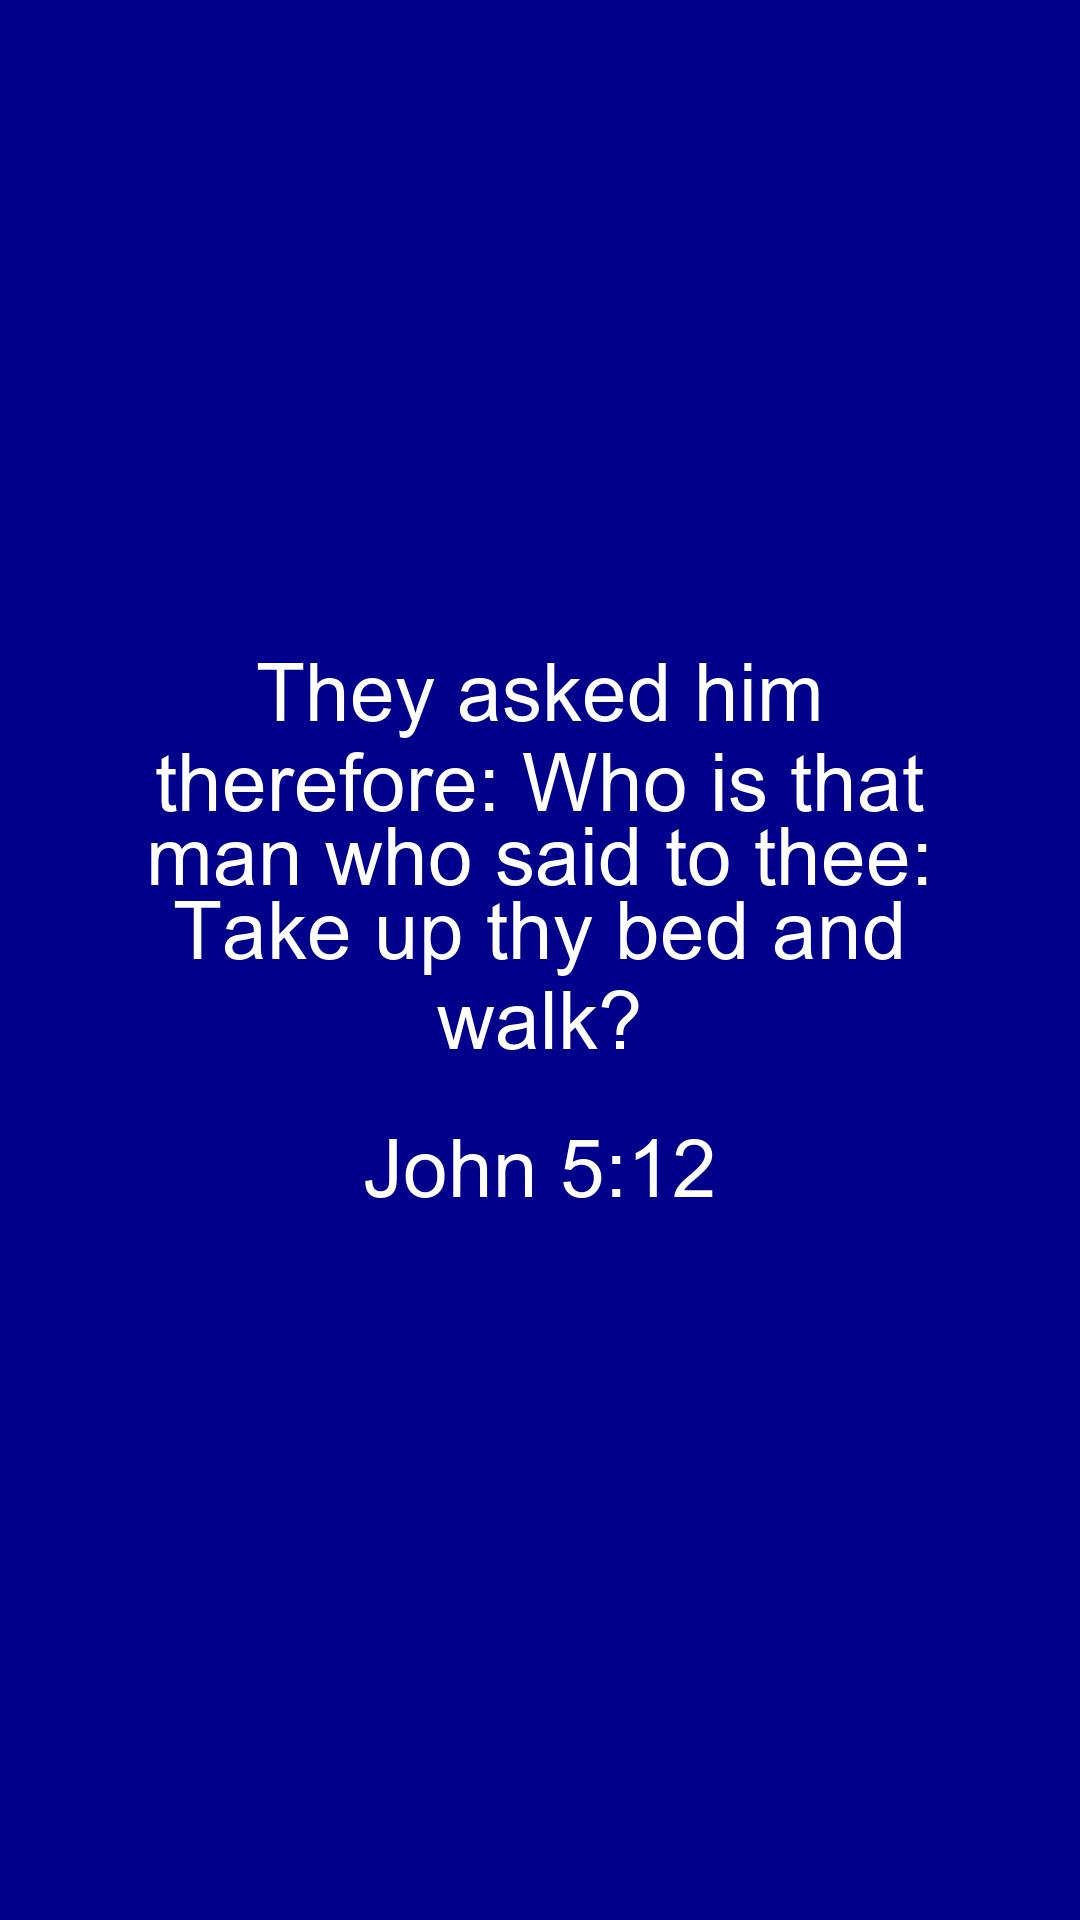 They asked him
therefore: Who is that
man who said to thee:
Take up thy bed and
walk?
John 5:12